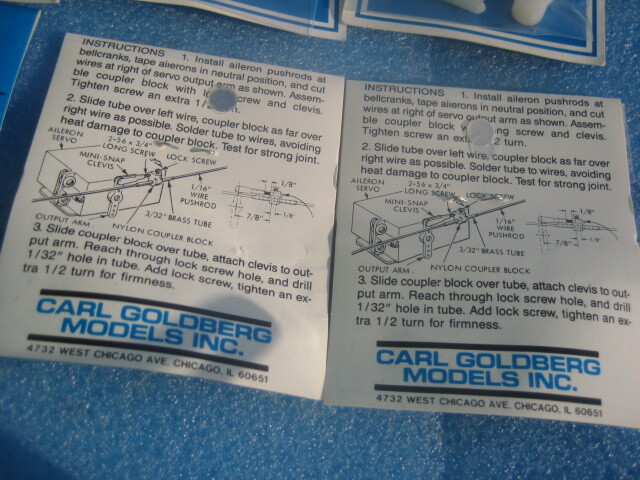 INSTRUCTIONS 1. Install aileron pushrods at
bellcranks, tape ailerons in neutral position, and cut
wires at right of servo output arm as shown. Assem-
ble coupler block with screw and clevis.
Tighten screw an extra turn.
2. Slide tube over left wire, coupler block as far over
right wire as possible. Solder tube to wires, avoiding
heat damage to coupler block. Test for strong joint.
AILERON
SERVO
2-56 x 3/4"
LONG SCREW
LOCK SCREW
MINI-SNAP
CLEVIS
1/16"
WIRE
PUSHROD
1/8"
7/8"
1/8"
3/32" BRASS TUBE
OUTPUT ARM
NYLON COUPLER BLOCK
3. Slide coupler block over tube, attach clevis to out-
put arm. Reach through lock screw hole, and drill
1/32" hole in tube. Add lock screw, tighten an ex-
tra 1/2 turn for firmness.
CARL GOLDBERG
MODELS INC.
4732 WEST CHICAGO AVE. CHICAGO, IL 60651
INSTRUCTIONS 1. Install aileron pushrods at
bellcranks, tape ailerons in neutral position, and cut
wires at right of servo output arm as shown. Assem-
ble coupler block screw and clevis.
Tighten screw an turn.
2. Slide tube over left wire, coupler block as far over
right wire as possible. Solder tube to wires, avoiding
heat damage to coupler block. Test for strong joint.
AILERON
SERVO
2-56 x 3/4"
LONG SCREW
LOCK SCREW
MINI-SNAP
CLEVIS
1/16"
WIRE
PUSHROD
1/8"
7/8"
1/8"
3/32" BRASS TUBE
OUTPUT ARM
NYLON COUPLER BLOCK
3. Slide coupler block over tube, attach clevis to out-
put arm. Reach through lock screw hole, and drill
1/32" hole in tube. Add lock screw, tighten an ex-
tra 1/2 turn for firmness.
CARL GOLDBERG
MODELS INC.
4732 WEST CHICAGO AVE. CHICAGO, IL 60651